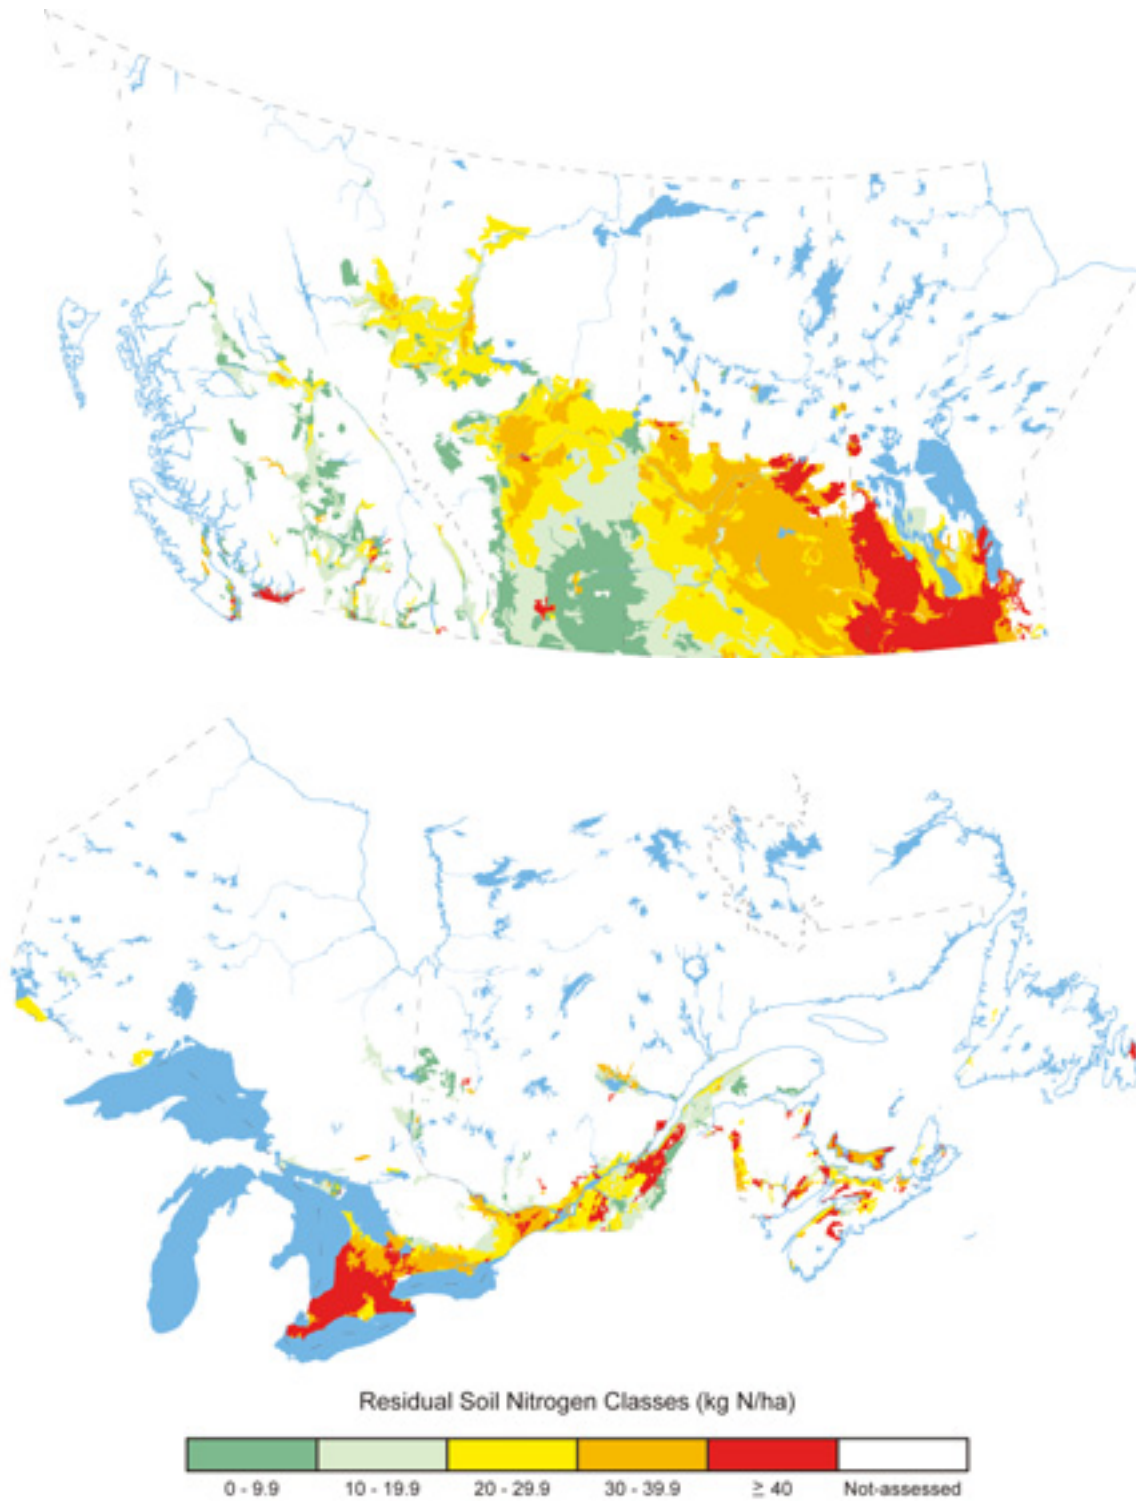 Residual Soil Nitrogen Classes (kg N/ha)
0 - 9.9 10 - 19.9 20 - 29.9 30 - 39.9 ≥ 40 Not-assessed